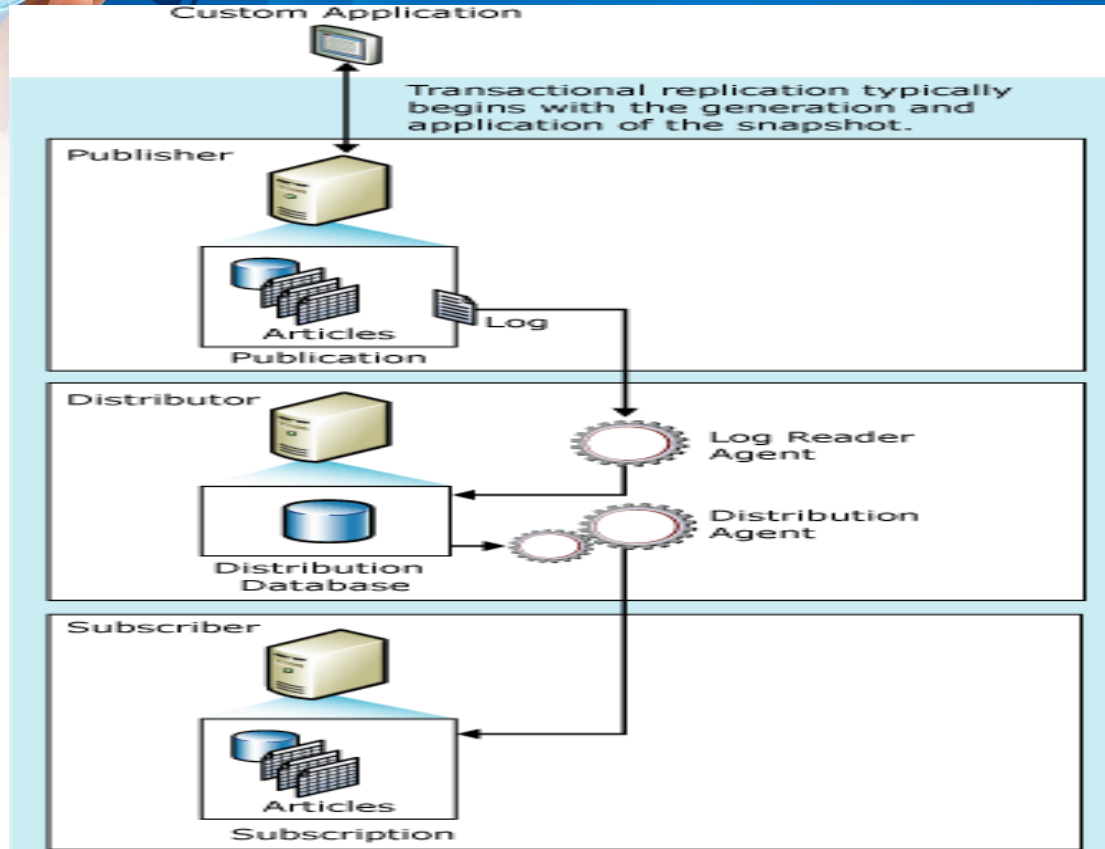 Custom Application
Transactional replication typically
begins with the generation and
application of the snapshot.
Publisher
Articles
Log
Publication
Distributor
Log Reader
Agent
Distribution
Agent
Distribution
Database
Subscriber
Articles
Subscription